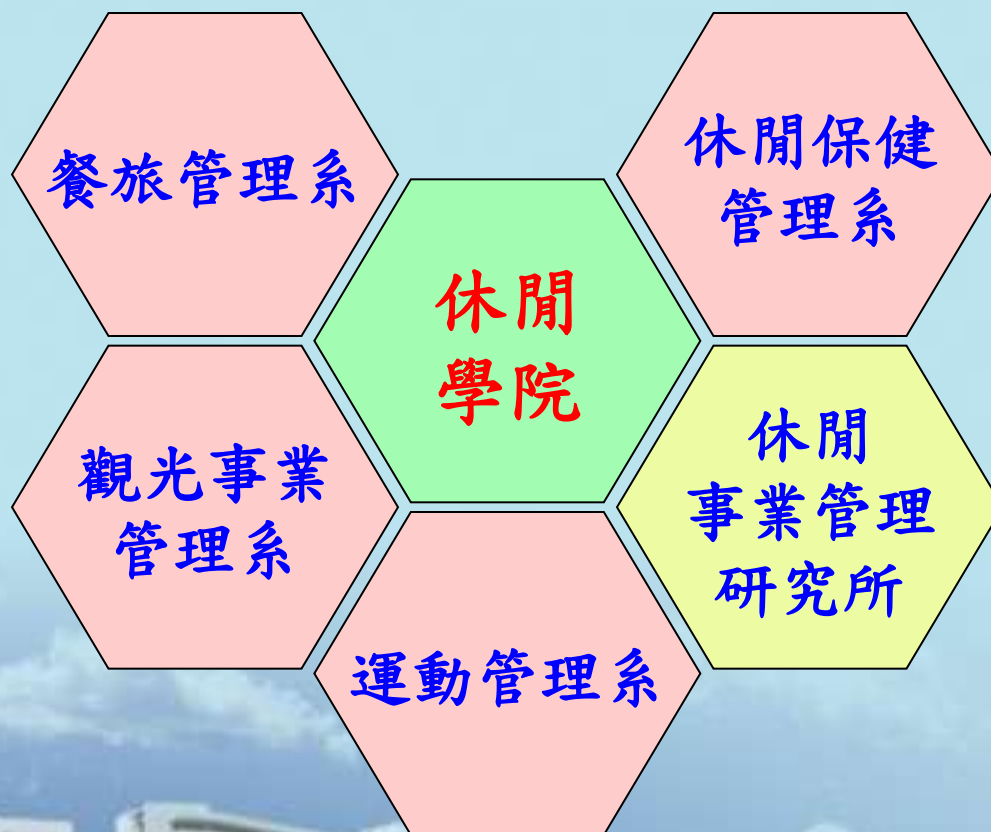 餐旅管理系
休閒保健
管理系
休閒
學院
觀光事業
管理系
休閒
事業管理
研究所
運動管理系